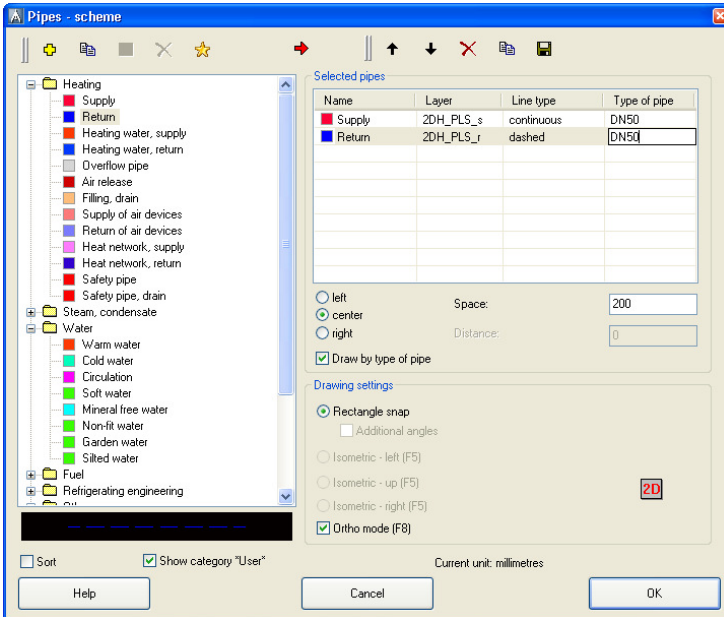 Pipes - scheme
Heating
Supply
Return
Heating water, supply
Heating water, return
Overflow pipe
Air release
Filling, drain
Supply of air devices
Return of air devices
Heat network, supply
Heat network, return
Safety pipe
Safety pipe, drain
Steam, condensate
Water
Warm water
Cold water
Circulation
Soft water
Mineral free water
Non-fit water
Garden water
Silted water
Fuel
Refrigerating engineering
Sort
Show category "User"
Selected pipes
Name Layer Line type Type of pipe
Supply 2DH_PLS_s continuous DN50
Return 2DH_PLS_r dashed DN50
left
center
right
Space: 200
Distance: 0
Draw by type of pipe
Drawing settings
Rectangle snap
Additional angles
Isometric - left (F5)
Isometric - up (F5)
Isometric - right (F5)
2D
Ortho mode (F8)
Current unit: millimetres
Help Cancel OK